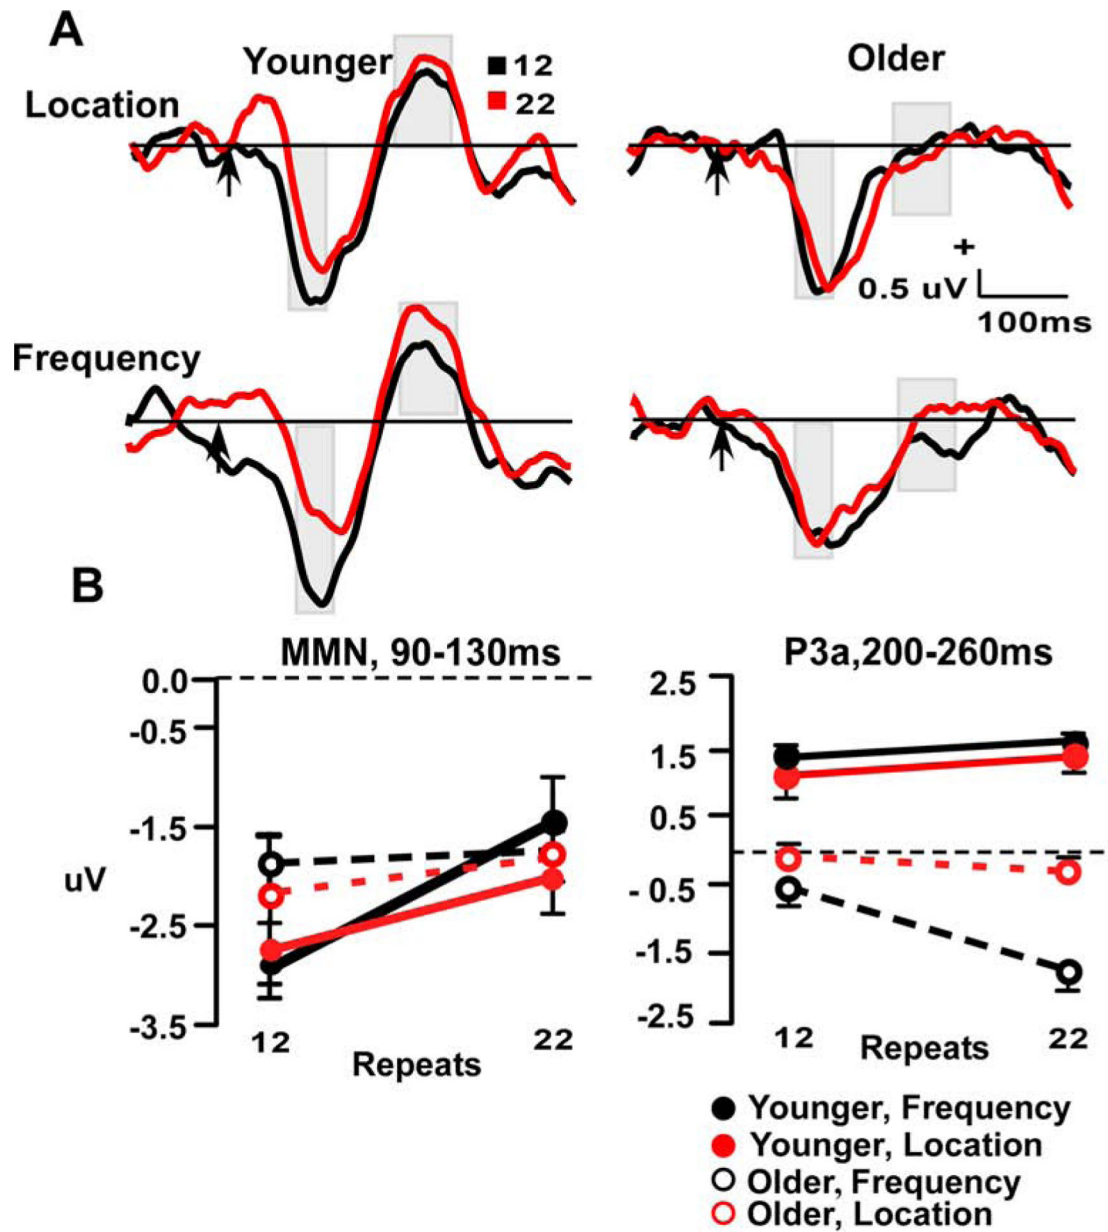 A
Younger
12
22
Older
Location
+
0.5 uV
100ms
Frequency
B
MMN, 90-130ms
0.0
-0.5
-1.5
-2.5
-3.5
uV
12
22
Repeats
P3a,200-260ms
2.5
1.5
0.5
- 0.5
-1.5
-2.5
12
22
Repeats
Younger, Frequency
Younger, Location
Older, Frequency
Older, Location